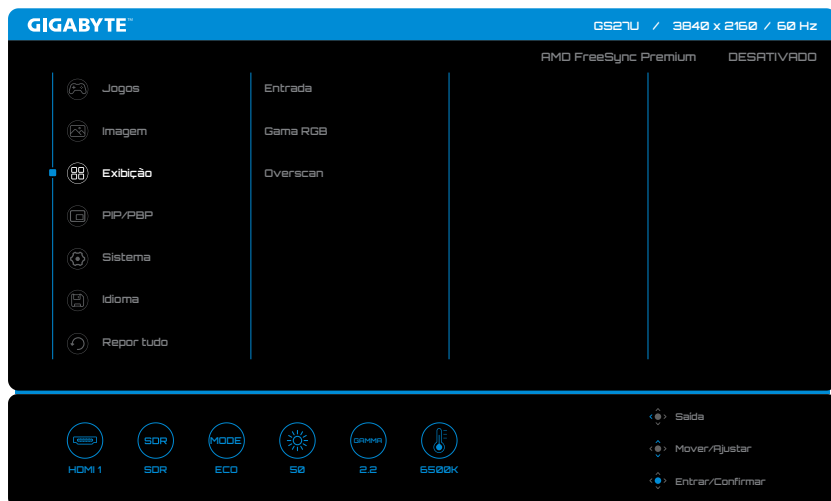 GIGABYTE™
GS27U / 3840 x 2160 / 60 Hz
AMD FreeSync Premium DESATIVADO
Jogos
Imagem
Exibição
PIP/PBP
Sistema
Idioma
Repor tudo
Entrada
Gama RGB
Overscan
SDR
MODE
GAMMA
HDMI 1
SDR
ECO
50
2.2
6500K
Saída
Mover/Ajustar
Entrar/Confirmar